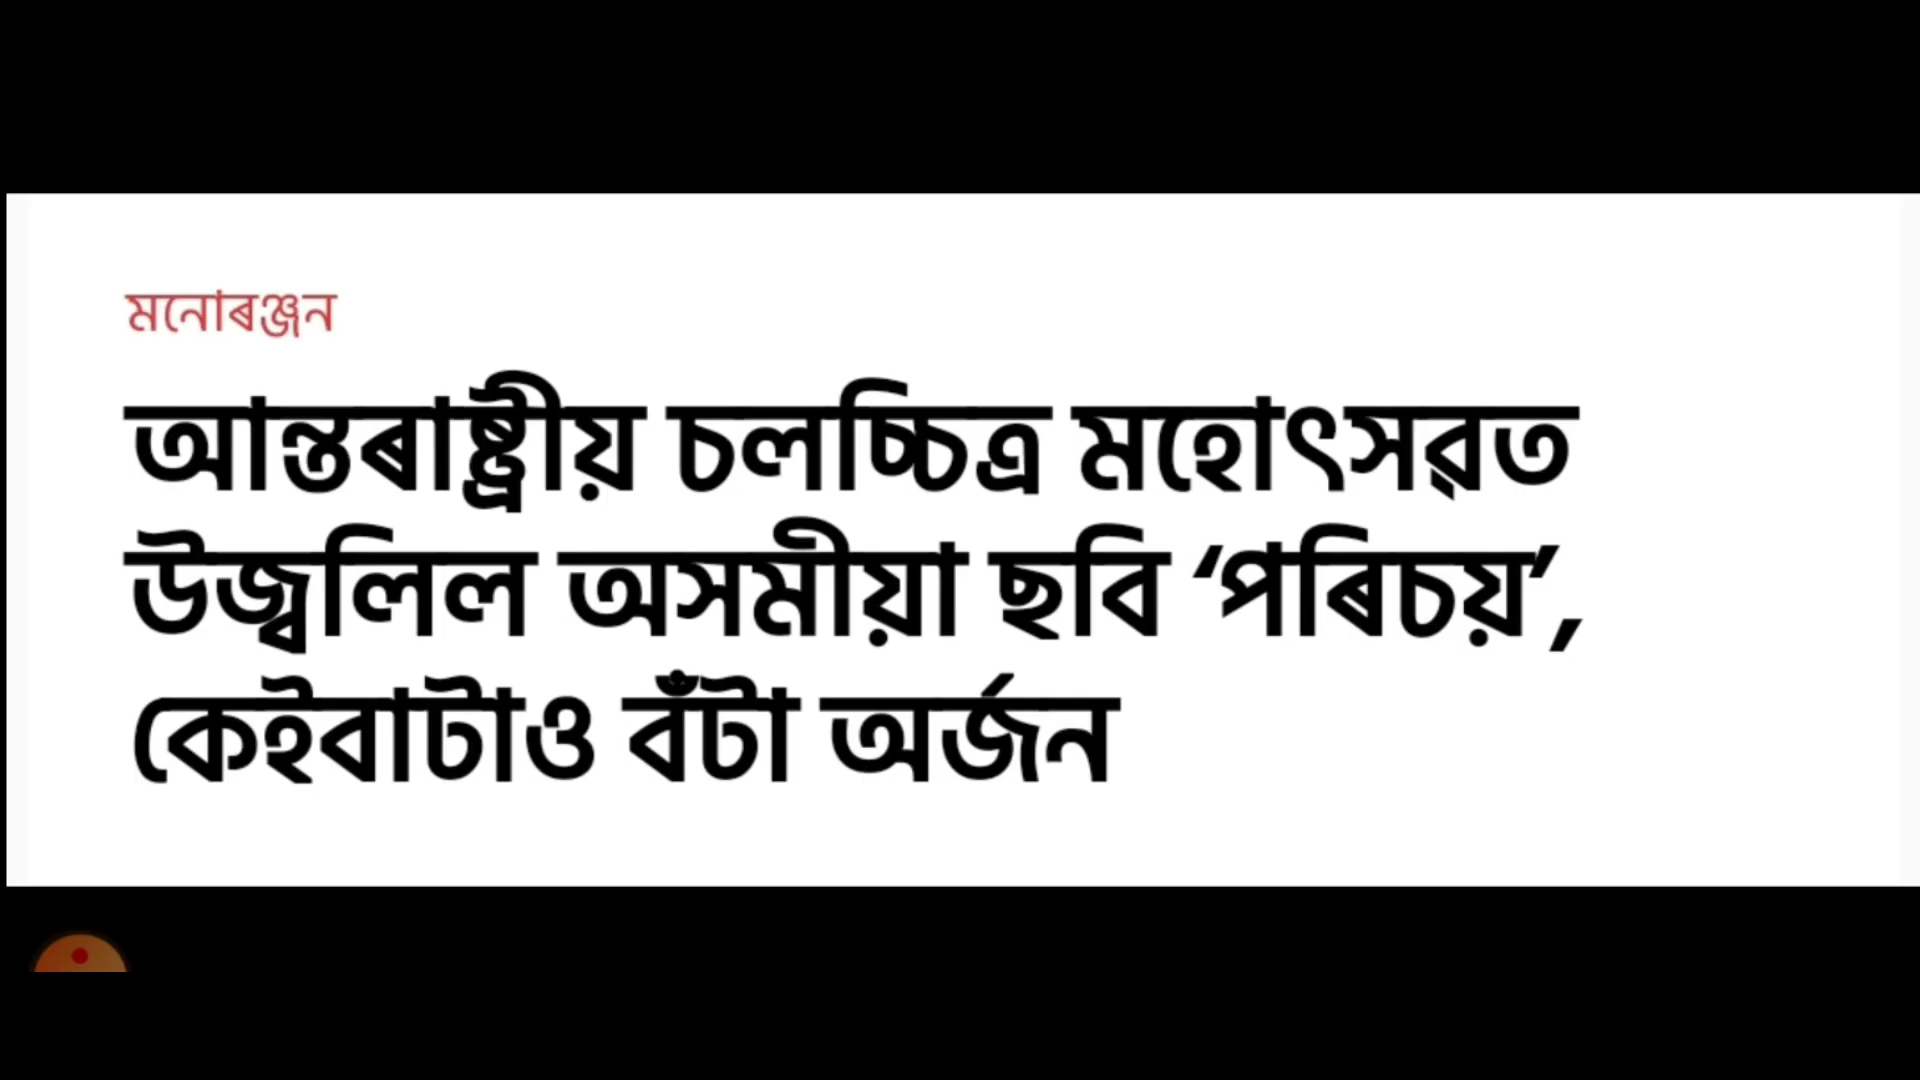 মনোৰঞ্জন
আন্তৰাষ্ট্ৰীয় চলচ্চিত্ৰ মহোৎসৱত
উজ্বলিল অসমীয়া ছবি ‘পৰিচয়’,
কেইবাটাও বঁটা অৰ্জন